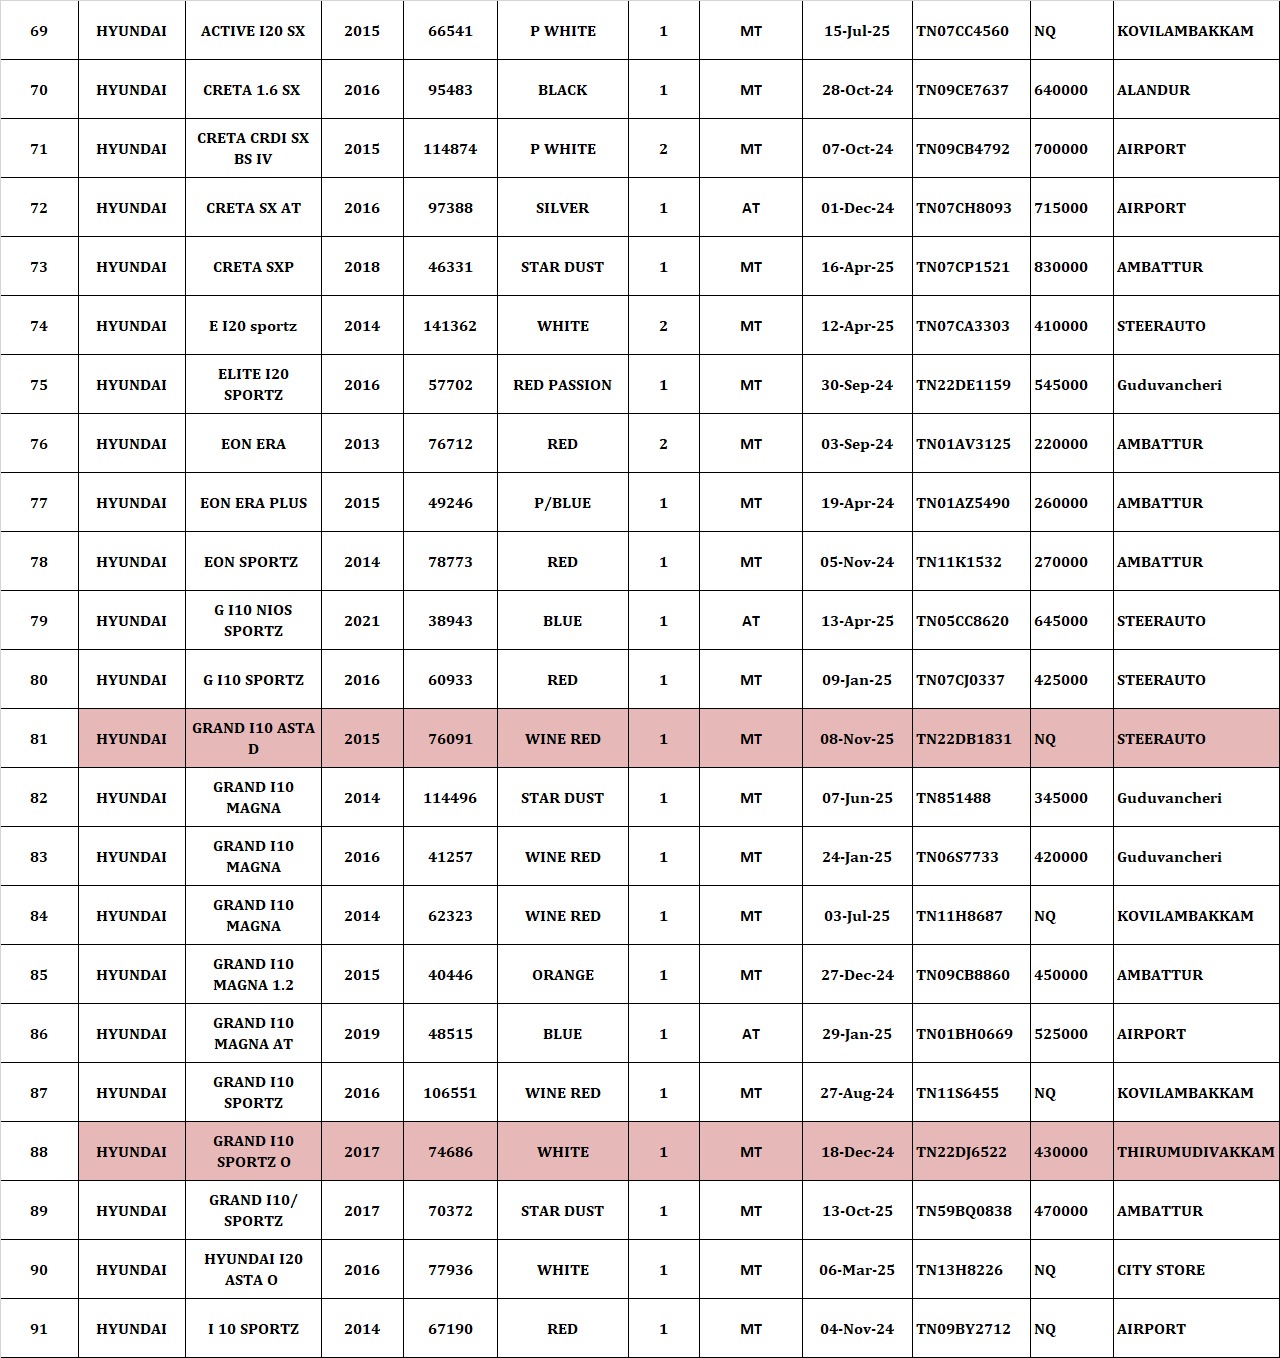 69 HYUNDAI ACTIVE I20 SX 2015 66541 P WHITE 1 MT 15-Jul-25 TN07CC4560 NQ KOVILAMBAKKAM
70 HYUNDAI CRETA 1.6 SX 2016 95483 BLACK 1 MT 28-Oct-24 TN09CE7637 640000 ALANDUR
71 HYUNDAI CRETA CRDI SX BS IV 2015 114874 P WHITE 2 MT 07-Oct-24 TN09CB4792 700000 AIRPORT
72 HYUNDAI CRETA SX AT 2016 97388 SILVER 1 AT 01-Dec-24 TN07CH8093 715000 AIRPORT
73 HYUNDAI CRETA SXP 2018 46331 STAR DUST 1 MT 16-Apr-25 TN07CP1521 830000 AMBATTUR
74 HYUNDAI E I20 sportz 2014 141362 WHITE 2 MT 12-Apr-25 TN07CA3303 410000 STEERAUTO
75 HYUNDAI ELITE I20 SPORTZ 2016 57702 RED PASSION 1 MT 30-Sep-24 TN22DE1159 545000 Guduvancheri
76 HYUNDAI EON ERA 2013 76712 RED 2 MT 03-Sep-24 TN01AV3125 220000 AMBATTUR
77 HYUNDAI EON ERA PLUS 2015 49246 P/BLUE 1 MT 19-Apr-24 TN01AZ5490 260000 AMBATTUR
78 HYUNDAI EON SPORTZ 2014 78773 RED 1 MT 05-Nov-24 TN11K1532 270000 AMBATTUR
79 HYUNDAI G I10 NIOS SPORTZ 2021 38943 BLUE 1 AT 13-Apr-25 TN05CC8620 645000 STEERAUTO
80 HYUNDAI G I10 SPORTZ 2016 60933 RED 1 MT 09-Jan-25 TN07CJ0337 425000 STEERAUTO
81 HYUNDAI GRAND I10 ASTA D 2015 76091 WINE RED 1 MT 08-Nov-25 TN22DB1831 NQ STEERAUTO
82 HYUNDAI GRAND I10 MAGNA 2014 114496 STAR DUST 1 MT 07-Jun-25 TN851488 345000 Guduvancheri
83 HYUNDAI GRAND I10 MAGNA 2016 41257 WINE RED 1 MT 24-Jan-25 TN06S7733 420000 Guduvancheri
84 HYUNDAI GRAND I10 MAGNA 2014 62323 WINE RED 1 MT 03-Jul-25 TN11H8687 NQ KOVILAMBAKKAM
85 HYUNDAI GRAND I10 MAGNA 1.2 2015 40446 ORANGE 1 MT 27-Dec-24 TN09CB8860 450000 AMBATTUR
86 HYUNDAI GRAND I10 MAGNA AT 2019 48515 BLUE 1 AT 29-Jan-25 TN01BH0669 525000 AIRPORT
87 HYUNDAI GRAND I10 SPORTZ 2016 106551 WINE RED 1 MT 27-Aug-24 TN11S6455 NQ KOVILAMBAKKAM
88 HYUNDAI GRAND I10 SPORTZ O 2017 74686 WHITE 1 MT 18-Dec-24 TN22DJ6522 430000 THIRUMUDIVAKKAM
89 HYUNDAI GRAND I10/ SPORTZ 2017 70372 STAR DUST 1 MT 13-Oct-25 TN59BQ0838 470000 AMBATTUR
90 HYUNDAI HYUNDAI I20 ASTA O 2016 77936 WHITE 1 MT 06-Mar-25 TN13H8226 NQ CITY STORE
91 HYUNDAI I 10 SPORTZ 2014 67190 RED 1 MT 04-Nov-24 TN09BY2712 NQ AIRPORT